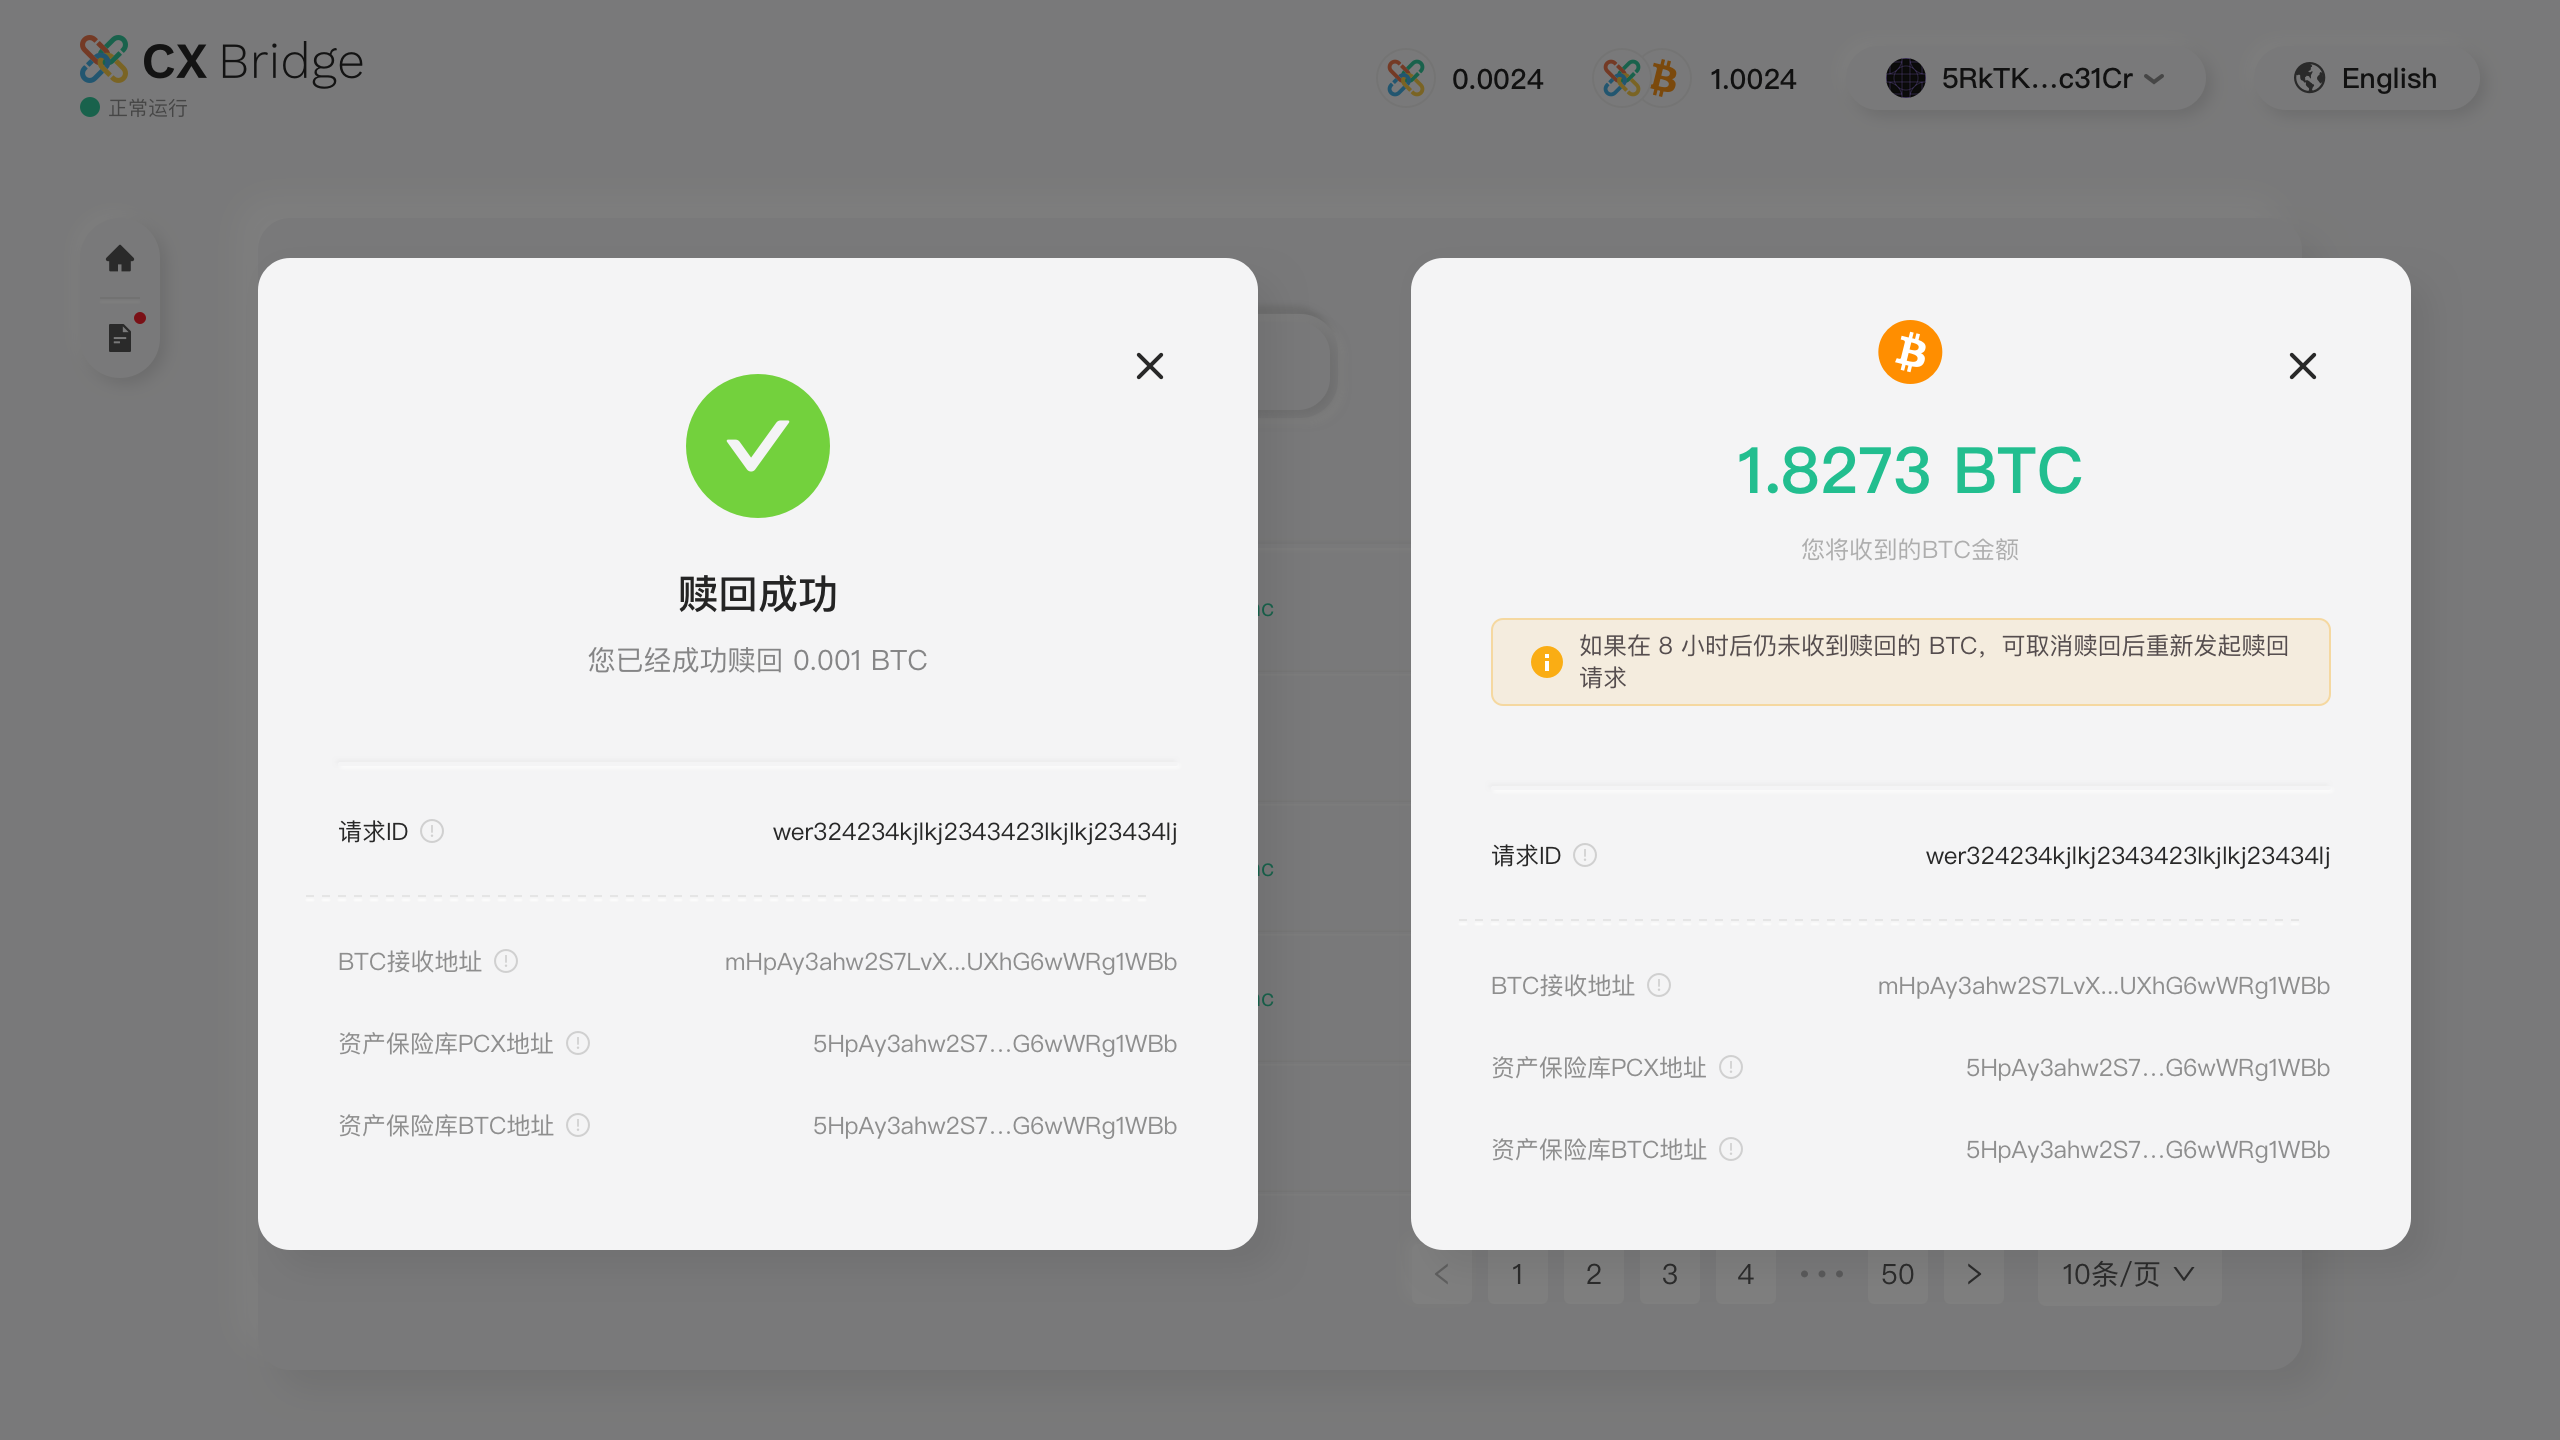 CX Bridge
正常运行
0.0024
1.0024
5RkTK...c31Cr
English
赎回成功
您已经成功赎回 0.001 BTC
请求ID
wer324234kjlkj2343423lkjlkj23434lj
BTC接收地址
mHpAy3ahw2S7LvX...UXhG6wWRg1WBb
资产保险库PCX地址
5HpAy3ahw2S7...G6wWRg1WBb
资产保险库BTC地址
5HpAy3ahw2S7...G6wWRg1WBb
1.8273 BTC
您将收到的BTC金额
如果在 8 小时后仍未收到赎回的 BTC，可取消赎回后重新发起赎回
请求
请求ID
wer324234kjlkj2343423lkjlkj23434lj
BTC接收地址
mHpAy3ahw2S7LvX...UXhG6wWRg1WBb
资产保险库PCX地址
5HpAy3ahw2S7...G6wWRg1WBb
资产保险库BTC地址
5HpAy3ahw2S7...G6wWRg1WBb
< 1 2 3 4 ••• 50 > 10条/页